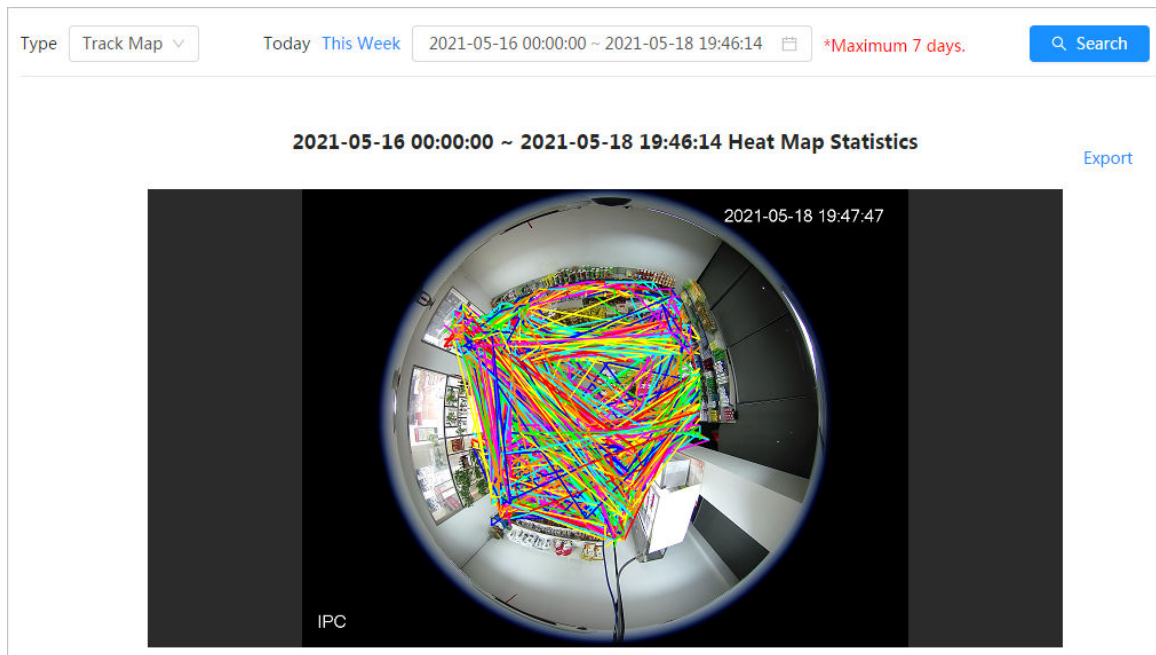 Type Track Map Today This Week 2021-05-16 00:00:00 ~ 2021-05-18 19:46:14 *Maximum 7 days. Search
2021-05-16 00:00:00 ~ 2021-05-18 19:46:14 Heat Map Statistics
Export
2021-05-18 19:47:47
IPC